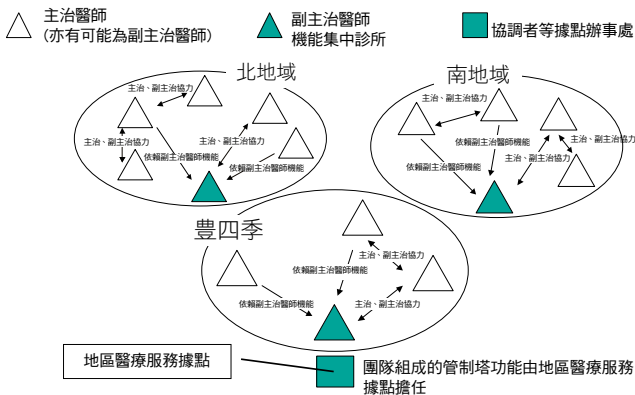 主治醫師
(亦有可能為副主治醫師)
副主治醫師
機能集中診所
協調者等據點辦事處
北地域
主治、副主治協力
主治、副主治協力
主治、副主治協力
依賴副主治醫師機能
依賴副主治醫師機能
南地域
主治、副主治協力
依賴副主治醫師機能
主治、副主治協力
主治、副主治協力
依賴副主治醫師機能
豊四季
主治、副主治協力
依賴副主治醫師機能
依賴副主治醫師機能
主治、副主治協力
地區醫療服務據點
團隊組成的管制塔功能由地區醫療服務
據點擔任